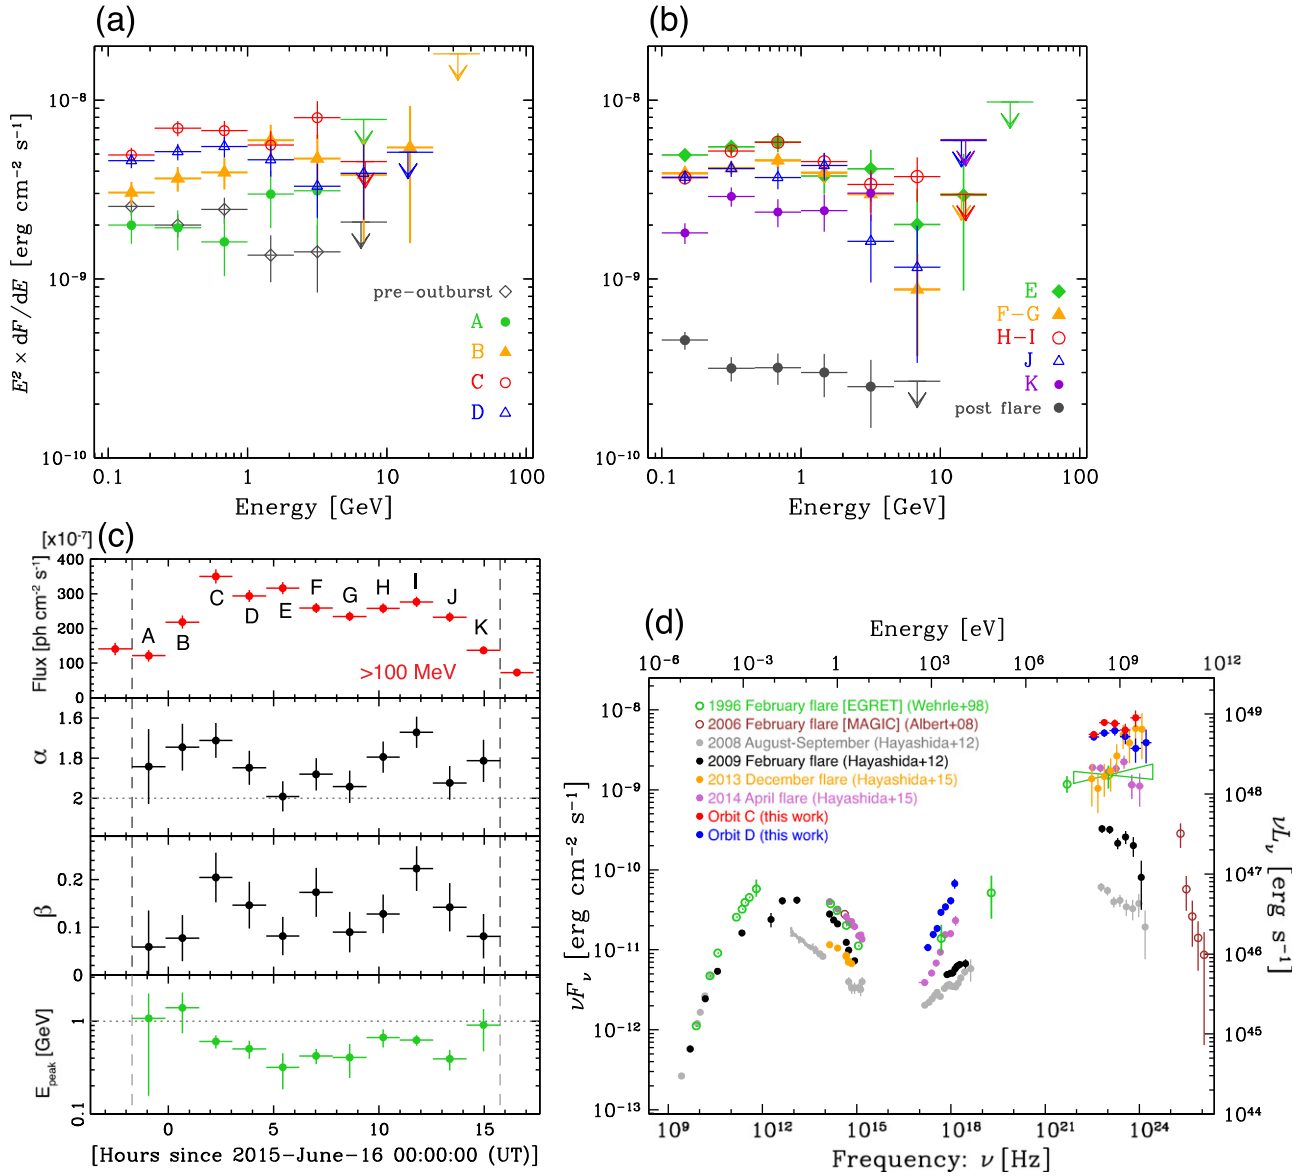 (a)
10⁻⁸
10⁻⁹
10⁻¹⁰
E² × dF/dE [erg cm⁻² s⁻¹]
pre-outburst
A
B
C
D
0.1 1 10 100
Energy [GeV]
(b)
10⁻⁸
10⁻⁹
10⁻¹⁰
E
F-G
H-I
J
K
post flare
0.1 1 10 100
Energy [GeV]
(c)
[x10⁻⁷]
Flux [ph cm⁻² s⁻¹]
400
300
200
100
0
A B C D E F G H I J K
>100 MeV
α
1.6
1.8
2
β
0.2
0.1
0
E_peak [GeV]
1
0.1
0 5 10 15
[Hours since 2015-June-16 00:00:00 (UT)]
(d)
Energy [eV]
10⁻⁶ 10⁻³ 1 10³ 10⁶ 10⁹ 10¹²
1996 February flare [EGRET] (Wehrle+98)
2006 February flare [MAGIC] (Albert+08)
2008 August-September (Hayashida+12)
2009 February flare (Hayashida+12)
2013 December flare (Hayashida+15)
2014 April flare (Hayashida+15)
Orbit C (this work)
Orbit D (this work)
νF_ν [erg cm⁻² s⁻¹]
10⁻⁸
10⁻⁹
10⁻¹⁰
10⁻¹¹
10⁻¹²
10⁻¹³
νL_ν [erg s⁻¹]
10⁴⁹
10⁴⁸
10⁴⁷
10⁴⁶
10⁴⁵
10⁴⁴
10⁹ 10¹² 10¹⁵ 10¹⁸ 10²¹ 10²⁴
Frequency: ν [Hz]